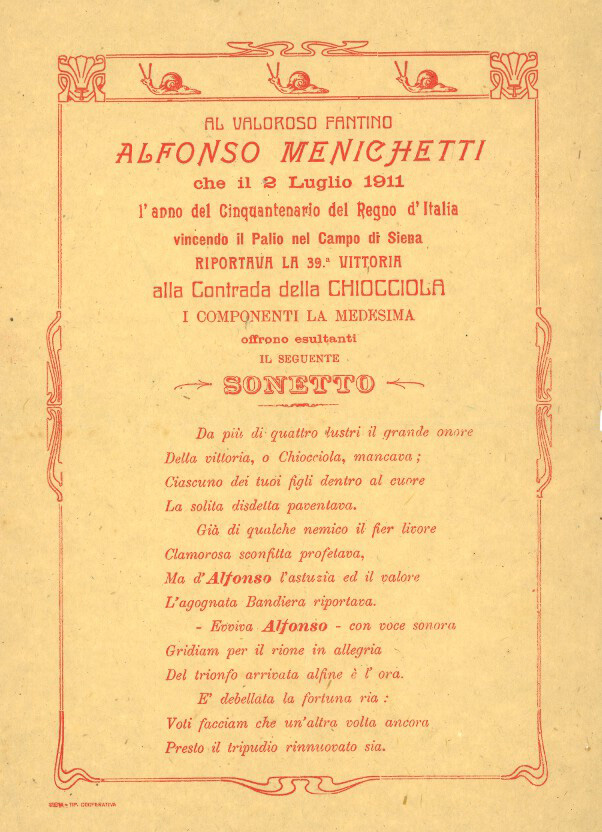 AL VALOROSO FANTINO
ALFONSO MENICHETTI
che il 2 Luglio 1911
l'anno del Cinquantenario del Regno d'Italia
vincendo il Palio nel Campo di Siena
RIPORTAVA LA 39.ª VITTORIA
alla Contrada della CHIOCCIOLA
I COMPONENTI LA MEDESIMA
offrono esultanti
IL SEGUENTE
SONETTO
Da più di quattro lustri il grande onore
Della vittoria, o Chiocciola, mancava;
Ciascuno dei tuoi figli dentro al cuore
La solita disdetta paventava.
Già di qualche nemico il fier livore
Clamorosa sconfitta profetava,
Ma d'Alfonso l'astuzia ed il valore
L'agognata Bandiera riportava.
- Evviva Alfonso - con voce sonora
Gridiam per il rione in allegria
Del trionfo arrivata alfine è l'ora.
E' debellata la fortuna ria:
Voti facciam che un'altra volta ancora
Presto il tripudio rinnuovato sia.
SIENA - TIP. COOPERATIVA